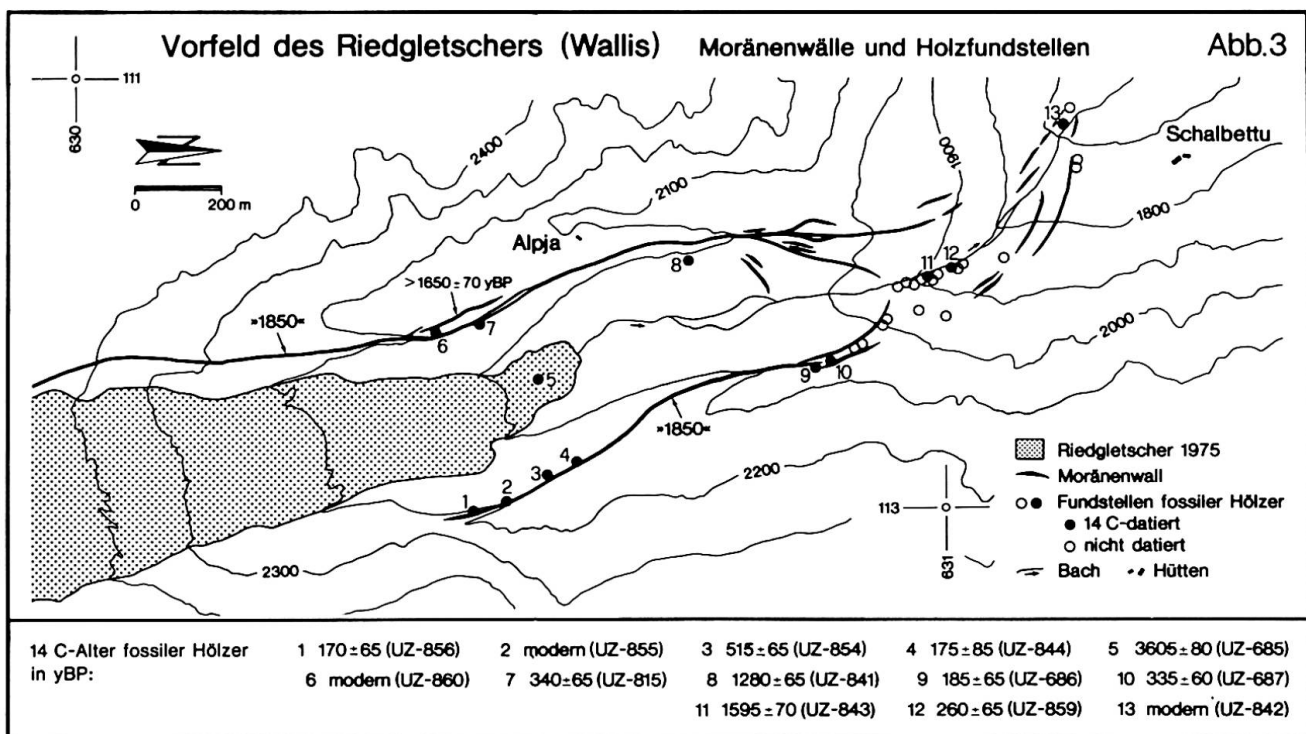 Vorfeld des Riedgletschers (Wallis) Moränenwälle und Holzfundstellen Abb.3
111
630
2400
0 200 m
2100
1900
13
Schalbettu
1800
Alpja
8
11 12
>1650±70 yBP
»1850«
6 7
2000
5
9 10
»1850«
3 4
2200
1 2
2300
Riedgletscher 1975
Moränenwall
113
Fundstellen fossiler Hölzer
14 C-datiert
nicht datiert
631
Bach Hütten
14 C-Alter fossiler Hölzer 1 170±65 (UZ-856) 2 modern (UZ-855) 3 515±65 (UZ-854) 4 175±85 (UZ-844) 5 3605±80 (UZ-685)
in yBP: 6 modern (UZ-860) 7 340±65 (UZ-815) 8 1280±65 (UZ-841) 9 185±65 (UZ-686) 10 335±60 (UZ-687)
11 1595±70 (UZ-843) 12 260±65 (UZ-859) 13 modern (UZ-842)